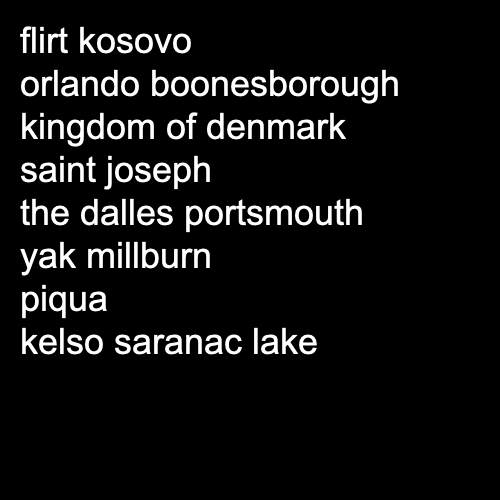 flirt kosovo
orlando boonesborough
kingdom of denmark
saint joseph
the dalles portsmouth
yak millburn
piqua
kelso saranac lake